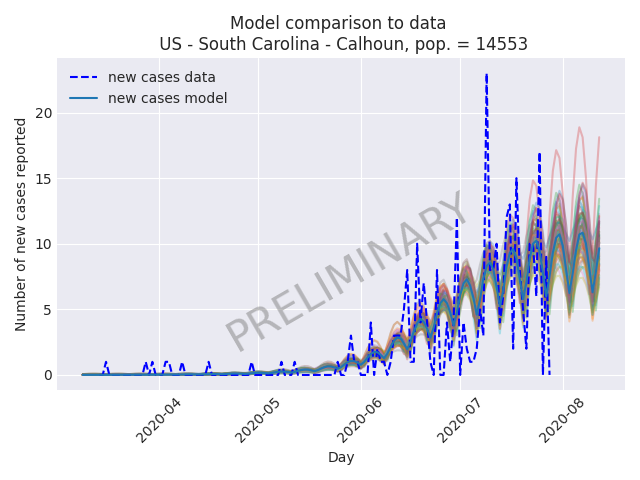 Model comparison to data
US - South Carolina - Calhoun, pop. = 14553
new cases data
new cases model
PRELIMINARY
Number of new cases reported
20
15
10
5
0
2020-04
2020-05
2020-06
2020-07
2020-08
Day